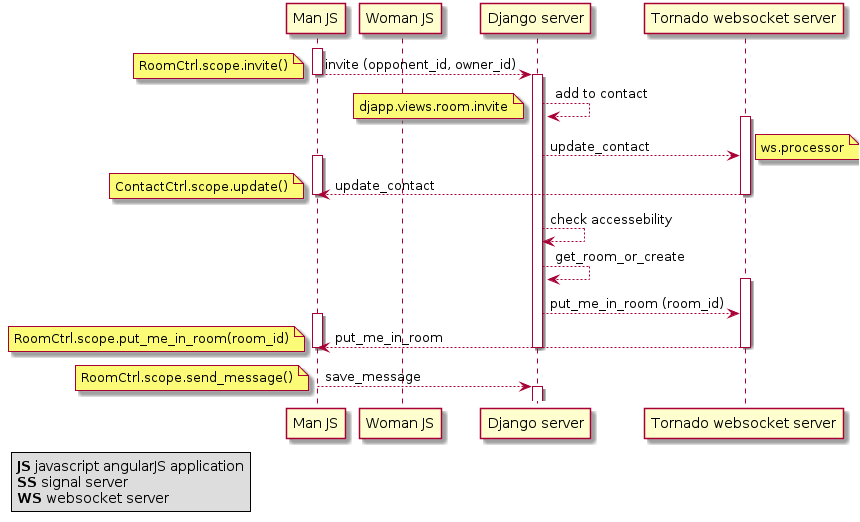 Man JS
Woman JS
Django server
Tornado websocket server
RoomCtrl.scope.invite()
invite (opponent_id, owner_id)
add to contact
djapp.views.room.invite
update_contact
ws.processor
ContactCtrl.scope.update()
update_contact
check accessebility
get_room_or_create
put_me_in_room (room_id)
RoomCtrl.scope.put_me_in_room(room_id)
put_me_in_room
RoomCtrl.scope.send_message()
save_message
Man JS
Woman JS
Django server
Tornado websocket server
JS javascript angularJS application
SS signal server
WS websocket server